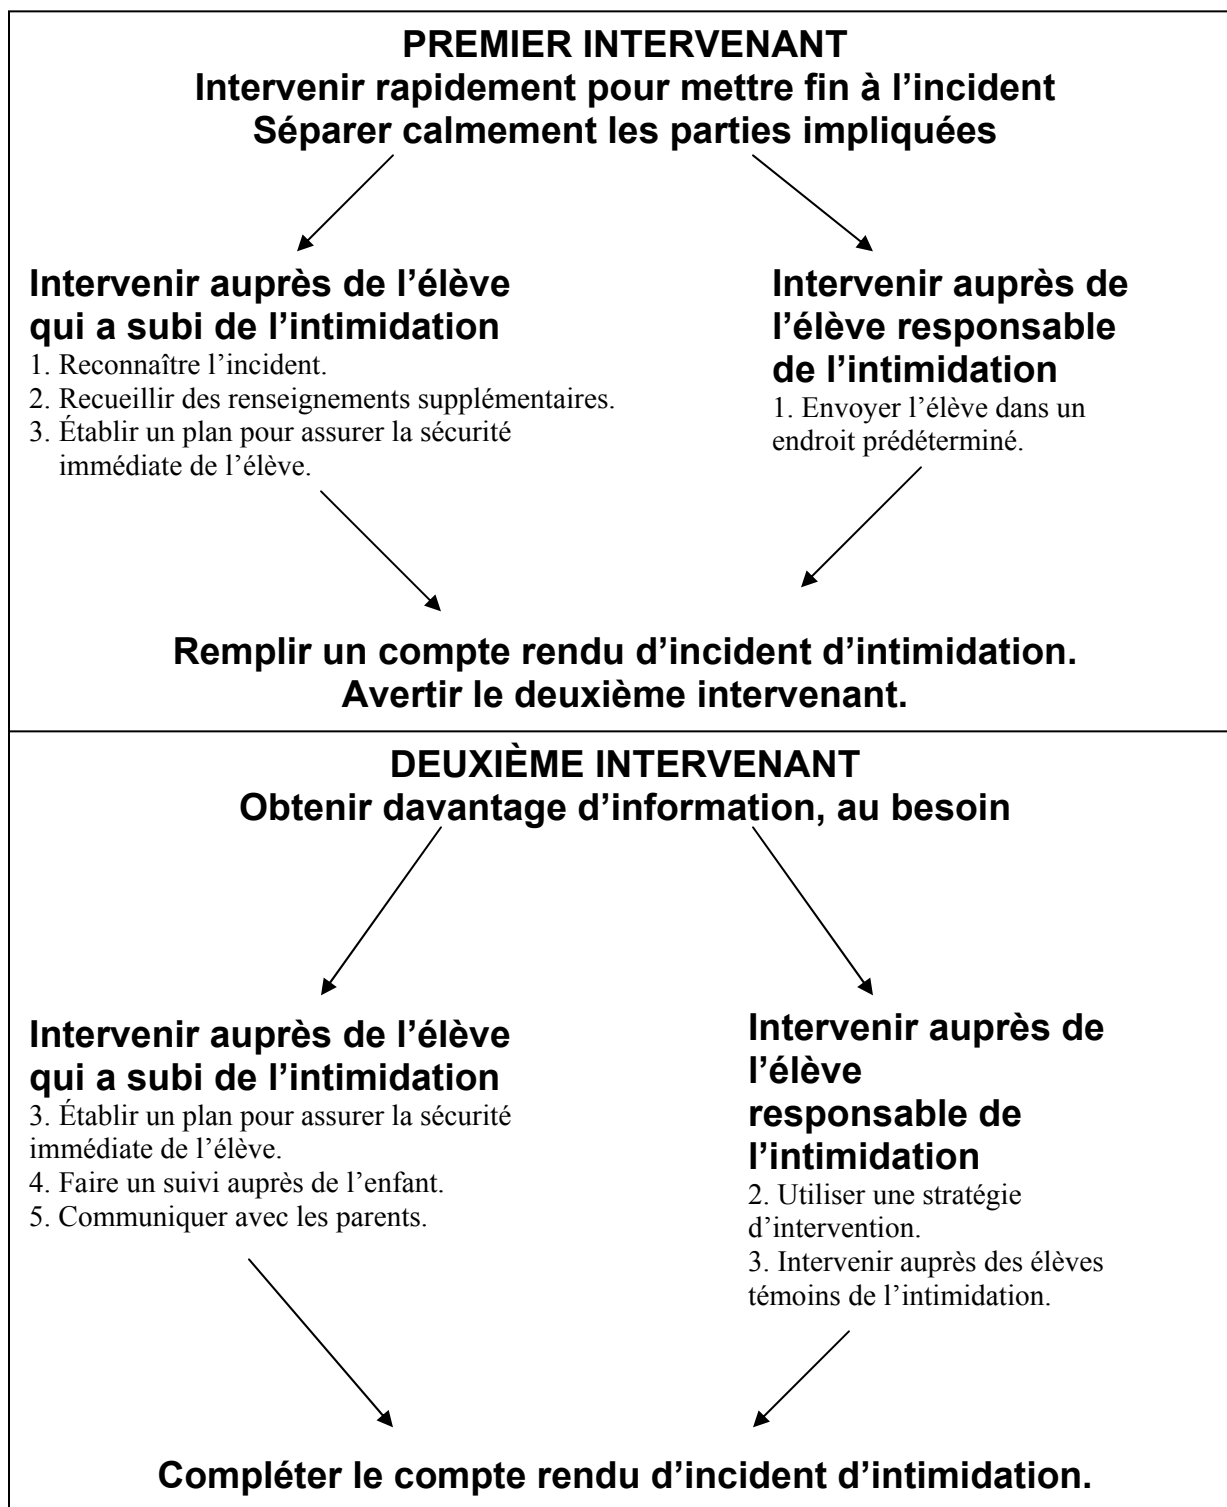 PREMIER INTERVENANT
Intervenir rapidement pour mettre fin à l’incident
Séparer calmement les parties impliquées
Intervenir auprès de l’élève
qui a subi de l’intimidation
1. Reconnaître l’incident.
2. Recueillir des renseignements supplémentaires.
3. Établir un plan pour assurer la sécurité
immédiate de l’élève.
Intervenir auprès de
l’élève responsable
de l’intimidation
1. Envoyer l’élève dans un
endroit prédéterminé.
Remplir un compte rendu d’incident d’intimidation.
Avertir le deuxième intervenant.
DEUXIÈME INTERVENANT
Obtenir davantage d’information, au besoin
Intervenir auprès de l’élève
qui a subi de l’intimidation
3. Établir un plan pour assurer la sécurité
immédiate de l’élève.
4. Faire un suivi auprès de l’enfant.
5. Communiquer avec les parents.
Intervenir auprès de
l’élève
responsable de
l’intimidation
2. Utiliser une stratégie
d’intervention.
3. Intervenir auprès des élèves
témoins de l’intimidation.
Compléter le compte rendu d’incident d’intimidation.